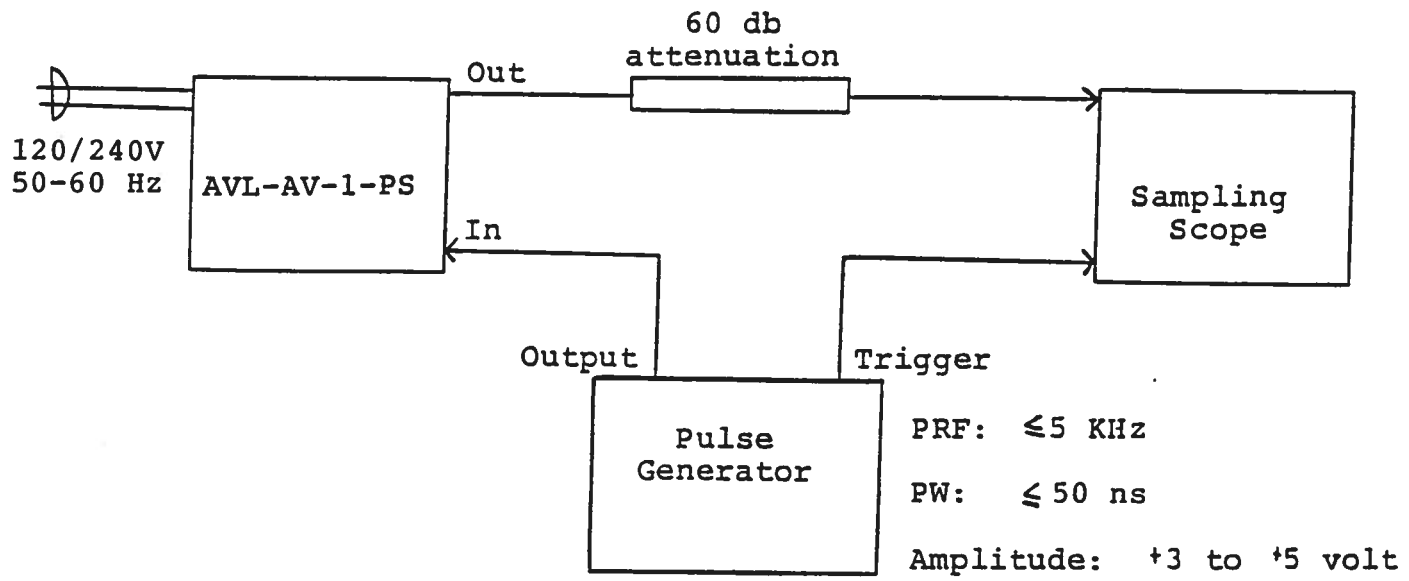 60 db
attenuation
Out
120/240V
50-60 Hz
AVL-AV-1-PS
In
Sampling
Scope
Output
Trigger
Pulse
Generator
PRF: ≤5 KHz
PW: ≤50 ns
Amplitude: +3 to +5 volt